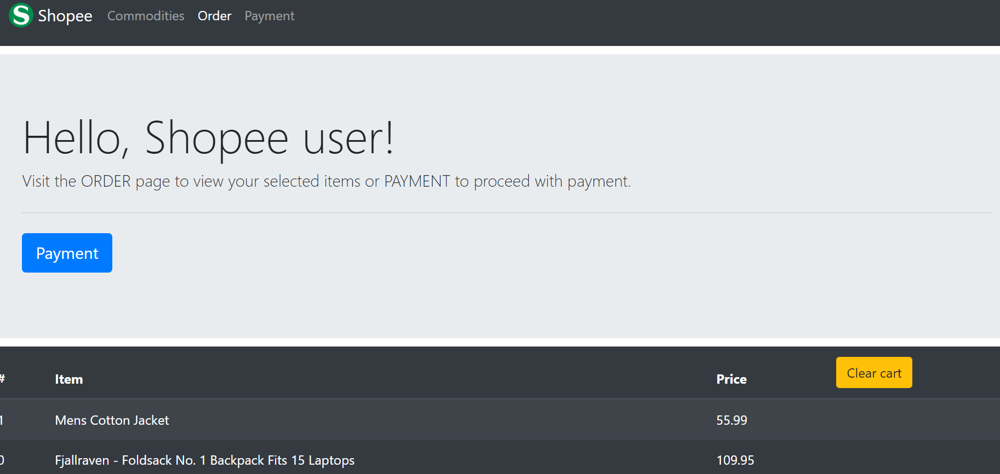 S Shopee Commodities Order Payment
Hello, Shopee user!
Visit the ORDER page to view your selected items or PAYMENT to proceed with payment.
Payment
# Item Price Clear cart
1 Mens Cotton Jacket 55.99
0 Fjallraven - Foldsack No. 1 Backpack Fits 15 Laptops 109.95